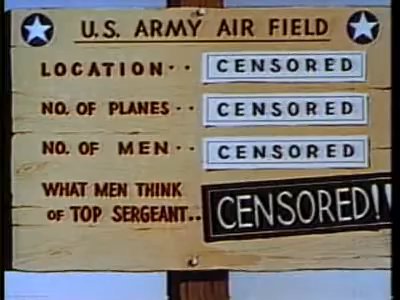 U.S. ARMY AIR FIELD
LOCATION·· CENSORED
NO. OF PLANES·· CENSORED
NO. OF MEN·· CENSORED
WHAT MEN THINK
OF TOP SERGEANT.. CENSORED!!